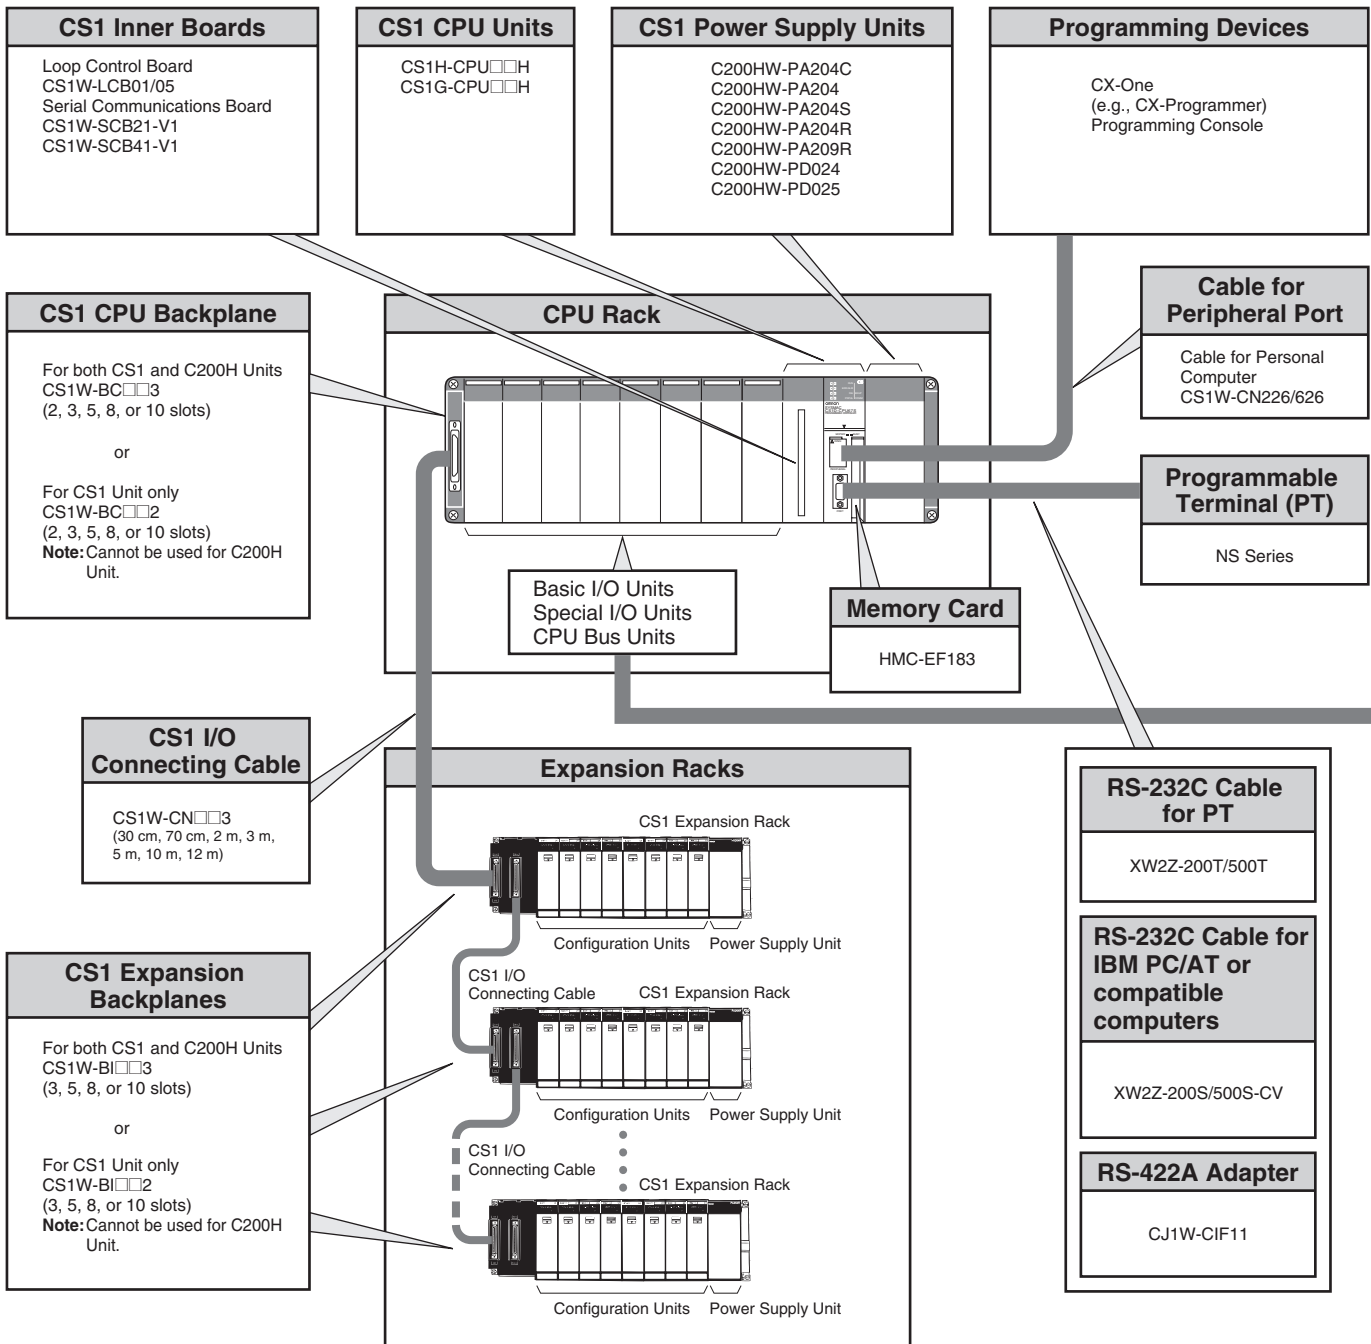 CS1 Inner Boards
Loop Control Board
CS1W-LCB01/05
Serial Communications Board
CS1W-SCB21-V1
CS1W-SCB41-V1
CS1 CPU Units
CS1H-CPU□□H
CS1G-CPU□□H
CS1 Power Supply Units
C200HW-PA204C
C200HW-PA204
C200HW-PA204S
C200HW-PA204R
C200HW-PA209R
C200HW-PD024
C200HW-PD025
Programming Devices
CX-One
(e.g., CX-Programmer)
Programming Console
CS1 CPU Backplane
For both CS1 and C200H Units
CS1W-BC□□3
(2, 3, 5, 8, or 10 slots)
or
For CS1 Unit only
CS1W-BC□□2
(2, 3, 5, 8, or 10 slots)
Note: Cannot be used for C200H
Unit.
CPU Rack
Basic I/O Units
Special I/O Units
CPU Bus Units
Memory Card
HMC-EF183
Cable for
Peripheral Port
Cable for Personal
Computer
CS1W-CN226/626
Programmable
Terminal (PT)
NS Series
CS1 I/O
Connecting Cable
CS1W-CN□□3
(30 cm, 70 cm, 2 m, 3 m,
5 m, 10 m, 12 m)
Expansion Racks
CS1 Expansion Rack
Configuration Units
Power Supply Unit
CS1 I/O
Connecting Cable
CS1 Expansion Rack
Configuration Units
Power Supply Unit
CS1 I/O
Connecting Cable
CS1 Expansion Rack
Configuration Units
Power Supply Unit
CS1 Expansion
Backplanes
For both CS1 and C200H Units
CS1W-BI□□3
(3, 5, 8, or 10 slots)
or
For CS1 Unit only
CS1W-BI□□2
(3, 5, 8, or 10 slots)
Note: Cannot be used for C200H
Unit.
RS-232C Cable
for PT
XW2Z-200T/500T
RS-232C Cable for
IBM PC/AT or
compatible
computers
XW2Z-200S/500S-CV
RS-422A Adapter
CJ1W-CIF11